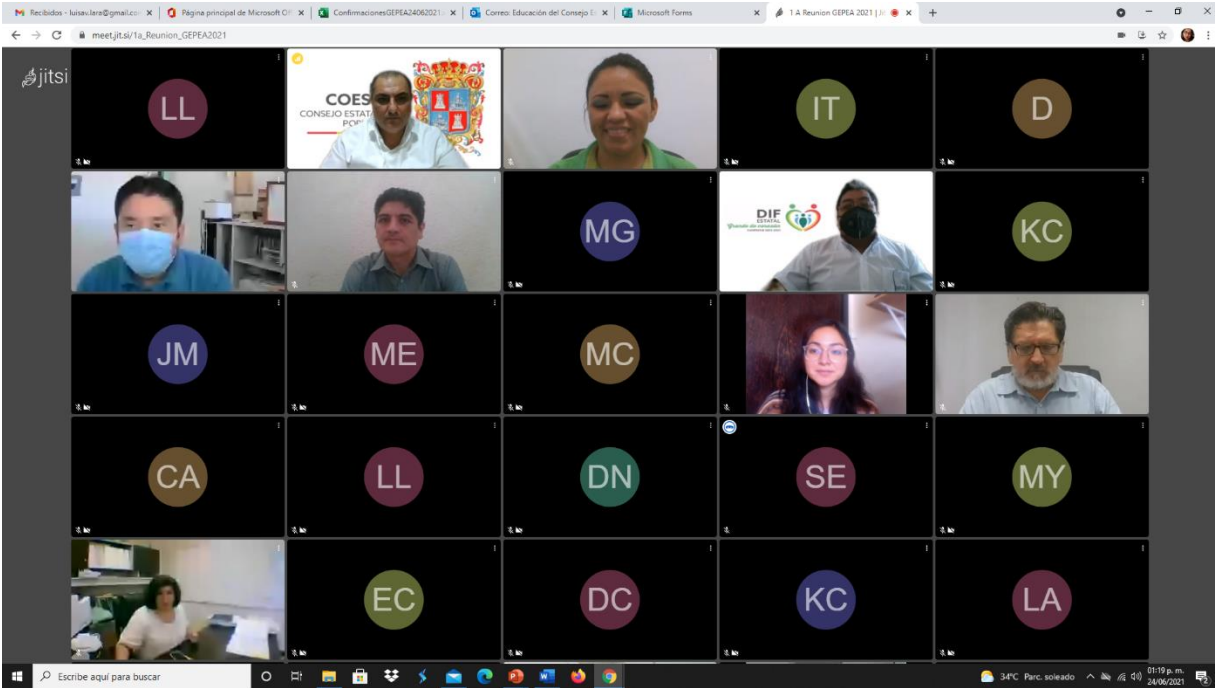 Recibidos - luisav.lara@gmail.com
Página principal de Microsoft Of
ConfirmacionesGEPEA24062021.
Correo: Educación del Consejo E
Microsoft Forms
1 A Reunion GEPEA 2021 | Ji
meet.jit.si/1a_Reunion_GEPEA2021
jitsi
LL
COES
CONSEJO ESTAT
IT
D
MG
DIF
ESTATAL
KC
JM
ME
MC
CA
LL
DN
SE
MY
EC
DC
KC
LA
Escribe aquí para buscar
34°C Parc. soleado
01:19 p. m.
24/06/2021